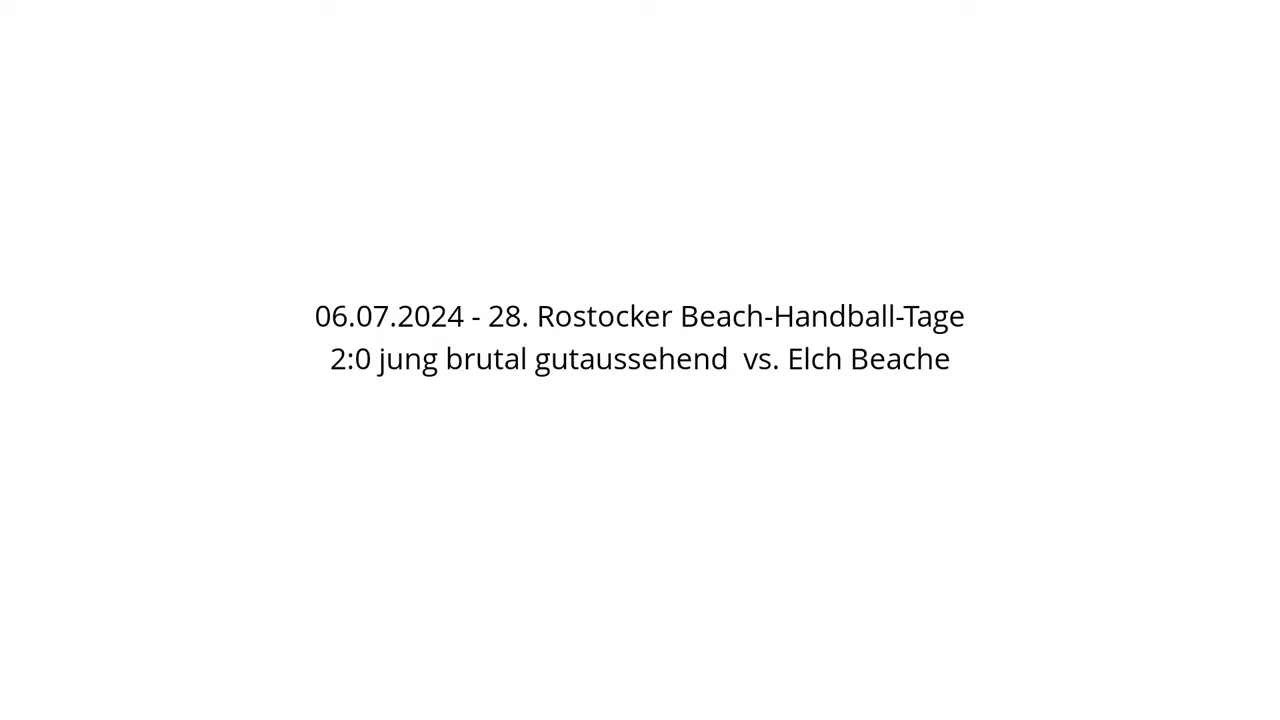 06.07.2024 - 28. Rostocker Beach-Handball-Tage
2:0 jung brutal gutaussehend  vs. Elch Beache